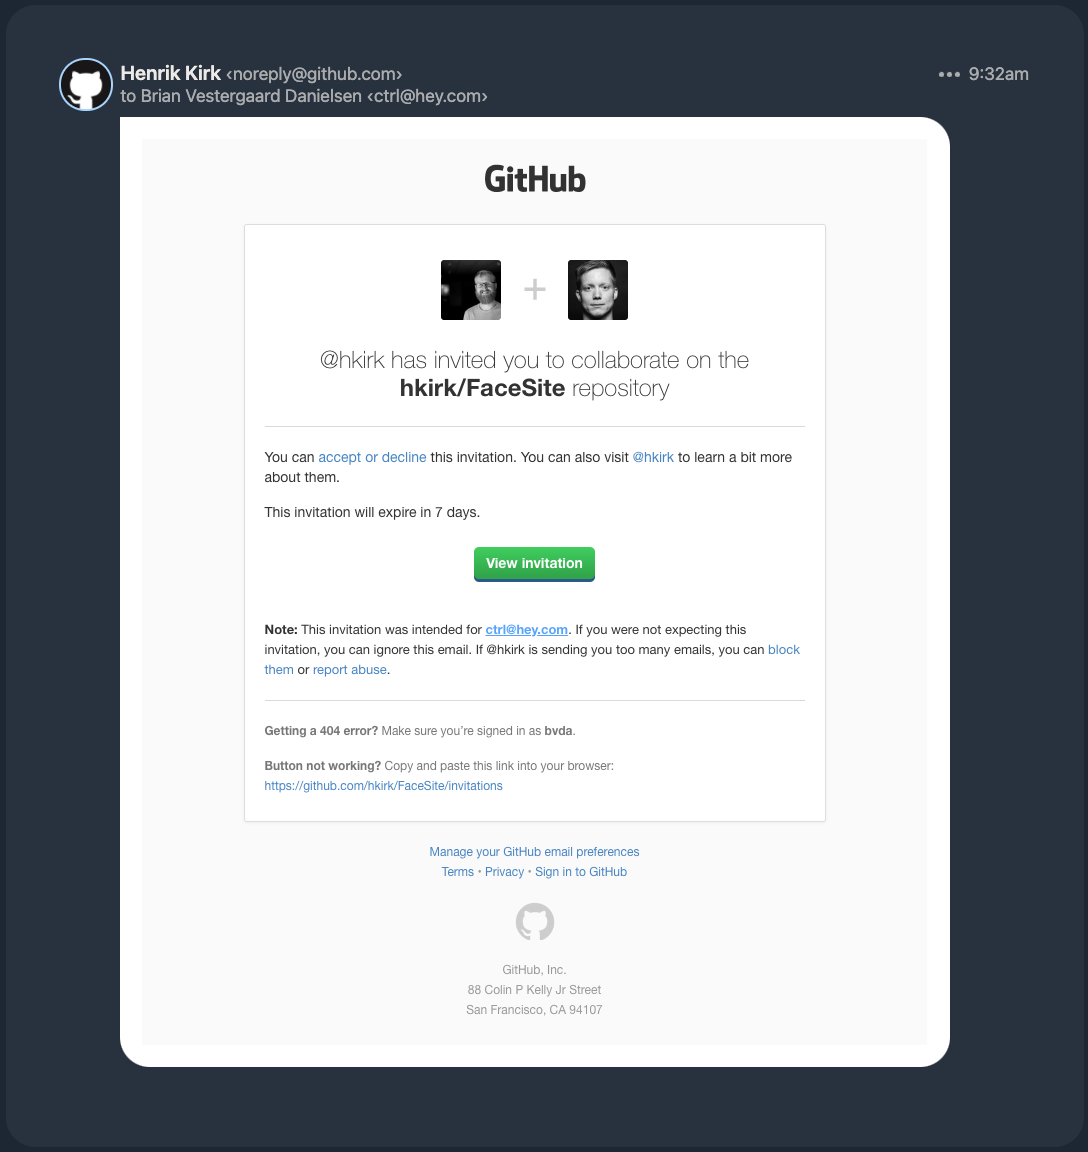 Henrik Kirk ‹noreply@github.com›
••• 9:32am
to Brian Vestergaard Danielsen ‹ctrl@hey.com›
GitHub
+
@hkirk has invited you to collaborate on the
hkirk/FaceSite repository
You can accept or decline this invitation. You can also visit @hkirk to learn a bit more
about them.
This invitation will expire in 7 days.
View invitation
Note: This invitation was intended for ctrl@hey.com. If you were not expecting this
invitation, you can ignore this email. If @hkirk is sending you too many emails, you can block
them or report abuse.
Getting a 404 error? Make sure you’re signed in as bvda.
Button not working? Copy and paste this link into your browser:
https://github.com/hkirk/FaceSite/invitations
Manage your GitHub email preferences
Terms • Privacy • Sign in to GitHub
GitHub, Inc.
88 Colin P Kelly Jr Street
San Francisco, CA 94107